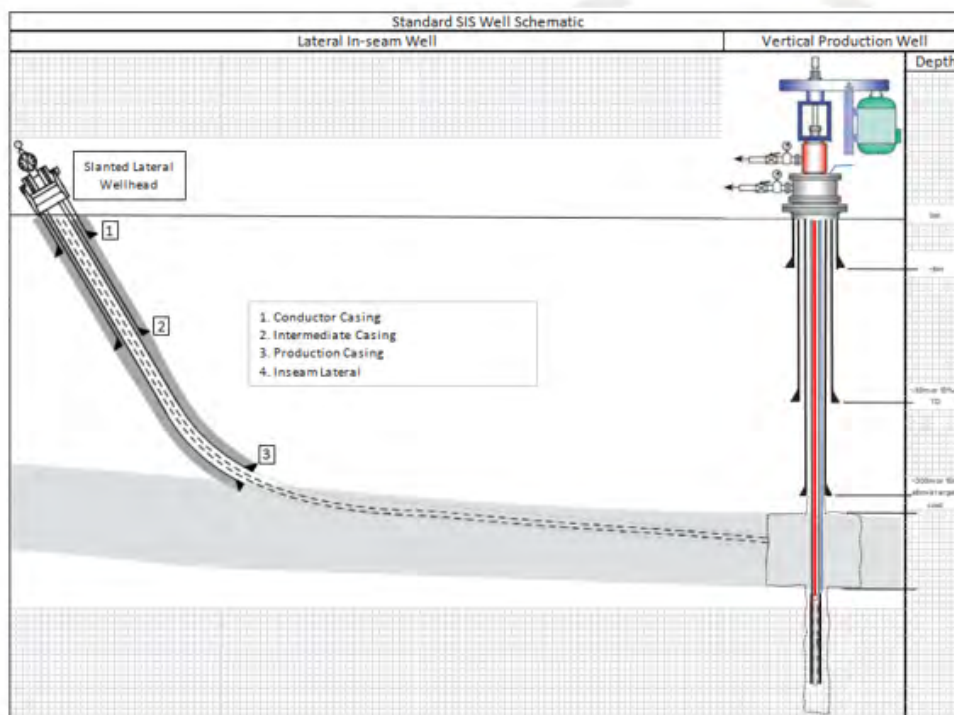 Standard SIS Well Schematic
Lateral In-seam Well
Vertical Production Well
Depth
Slanted Lateral
Wellhead
1
2
1. Conductor Casing
2. Intermediate Casing
3. Production Casing
4. Inseam Lateral
TD
3